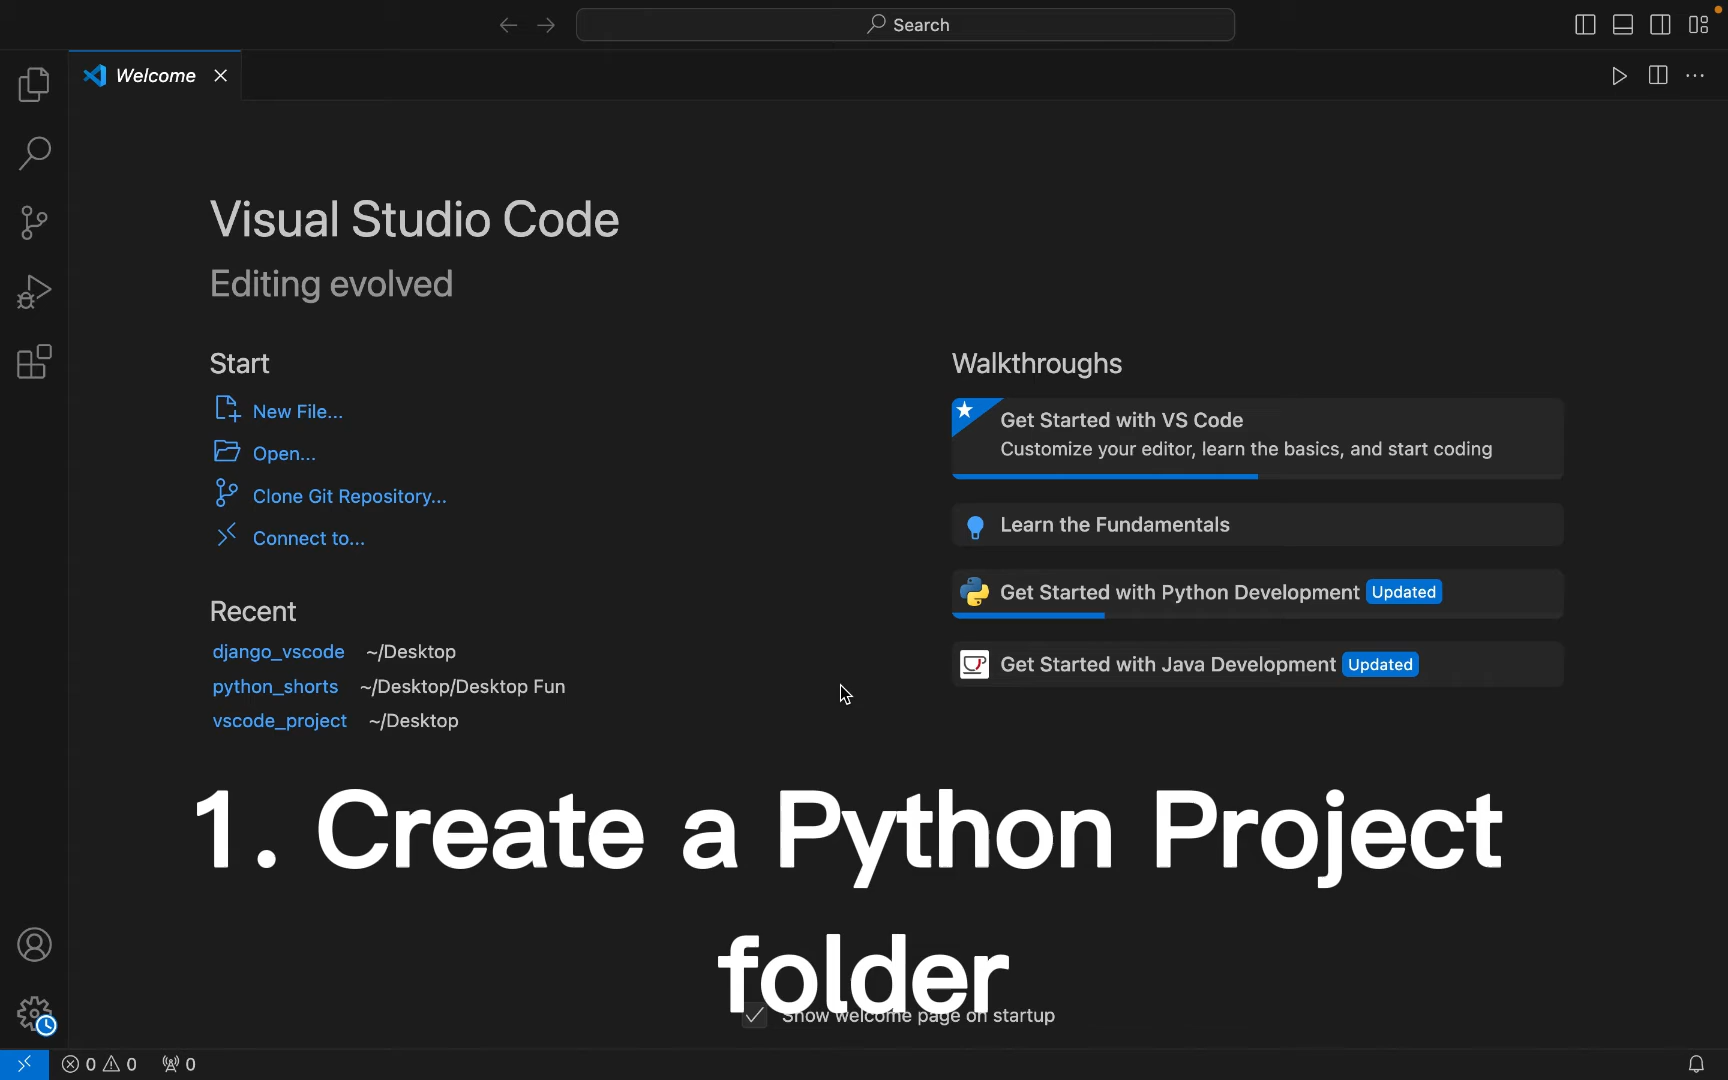 Search
Welcome
Visual Studio Code
Editing evolved
Start
New File...
Open...
Clone Git Repository...
Connect to...
Recent
django_vscode ~/Desktop
python_shorts ~/Desktop/Desktop Fun
vscode_project ~/Desktop
Walkthroughs
Get Started with VS Code
Customize your editor, learn the basics, and start coding
Learn the Fundamentals
Get Started with Python Development Updated
Get Started with Java Development Updated
1. Create a Python Project
folder
Show welcome page on startup
0 0 0